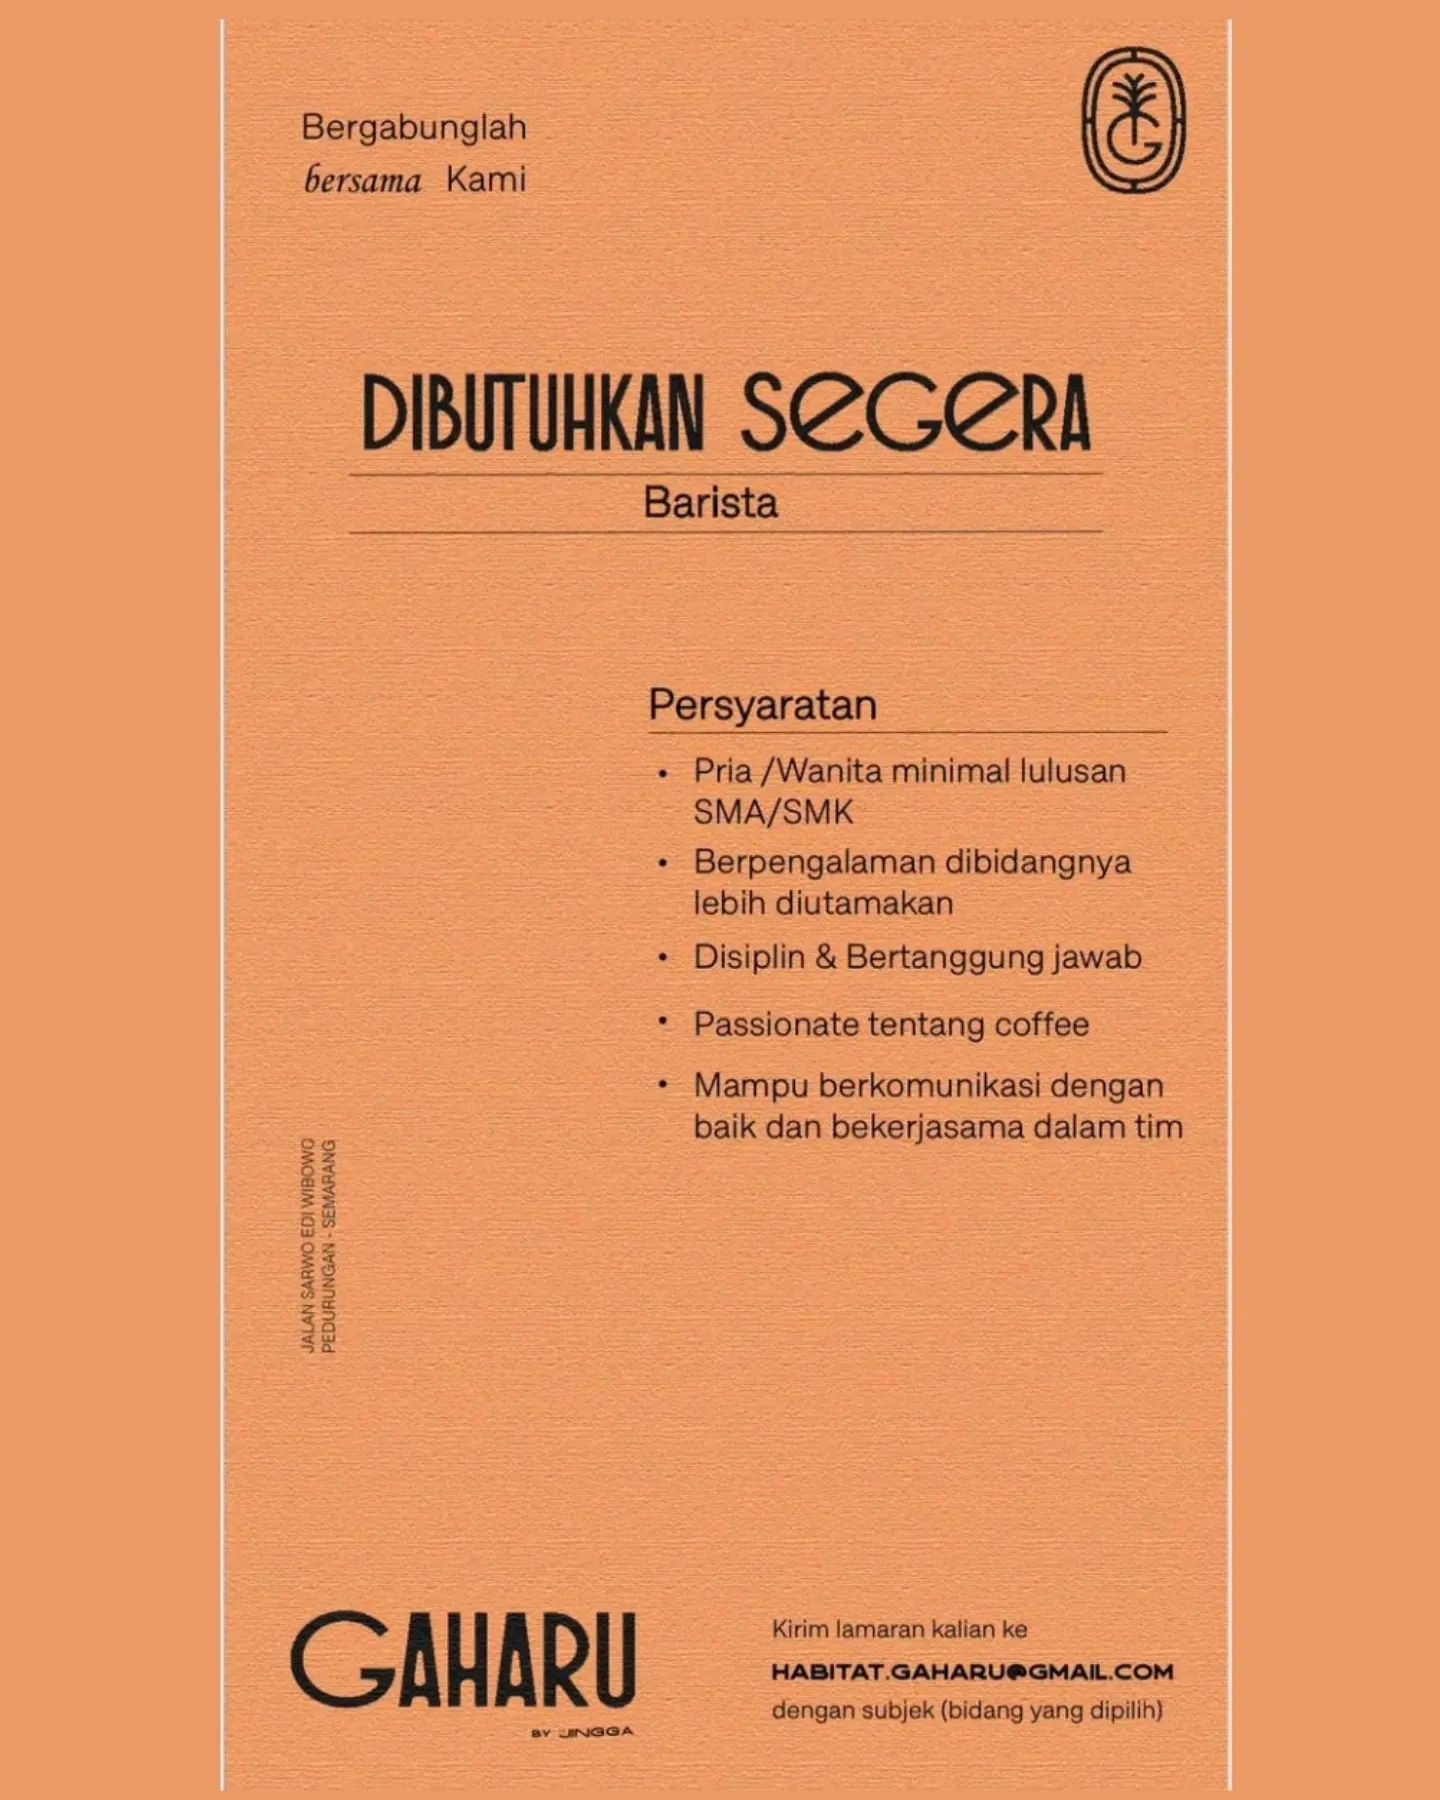 Bergabunglah
bersama Kami
DIBUTUHKAN SEGERA
Barista
Persyaratan
• Pria /Wanita minimal lulusan
SMA/SMK
• Berpengalaman dibidangnya
lebih diutamakan
• Disiplin & Bertanggung jawab
• Passionate tentang coffee
• Mampu berkomunikasi dengan
baik dan bekerjasama dalam tim
JALAN SARWO EDI WIBOWO
PEDURUNGAN - SEMARANG
GAHARU
BY JINGGA
Kirim lamaran kalian ke
HABITAT.GAHARU@GMAIL.COM
dengan subjek (bidang yang dipilih)